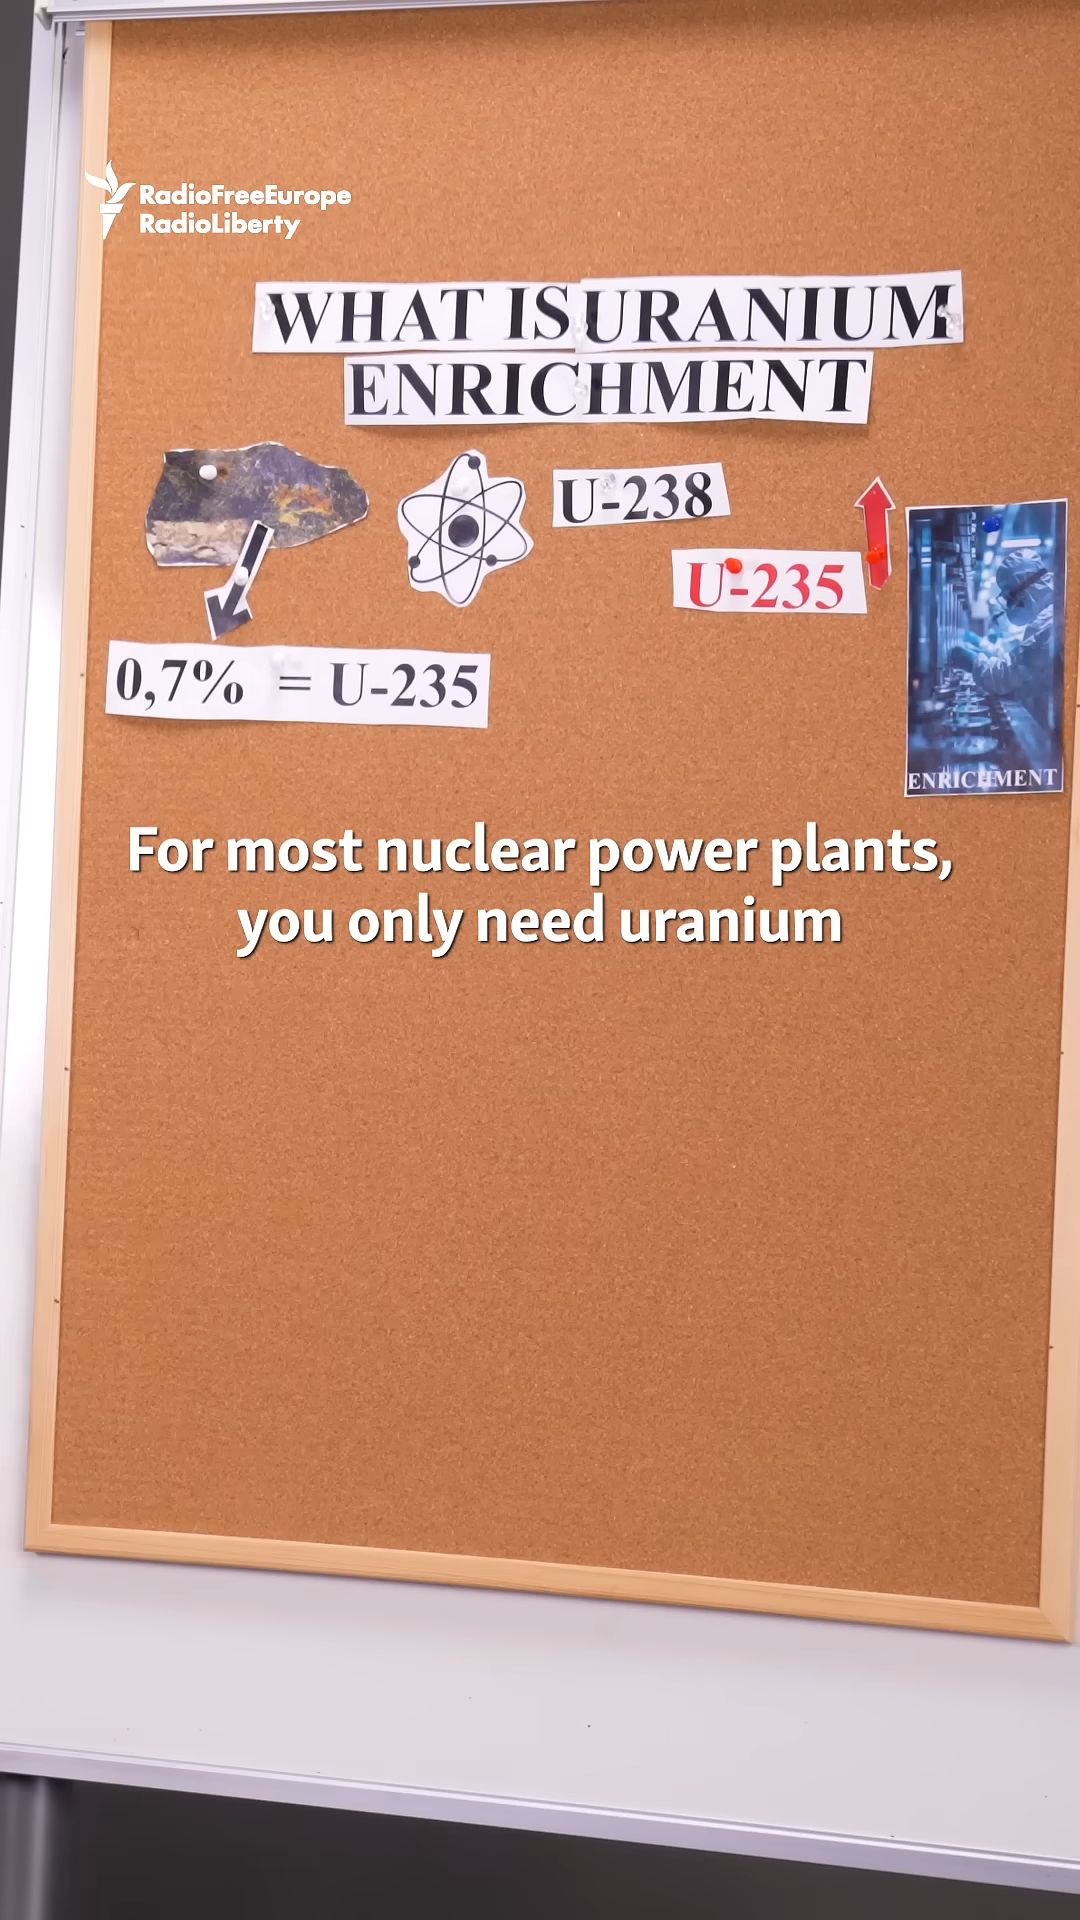 RadioFreeEurope
RadioLiberty
WHAT IS URANIUM
ENRICHMENT
U-238
U-235
0,7% = U-235
ENRICHMENT
For most nuclear power plants,
you only need uranium